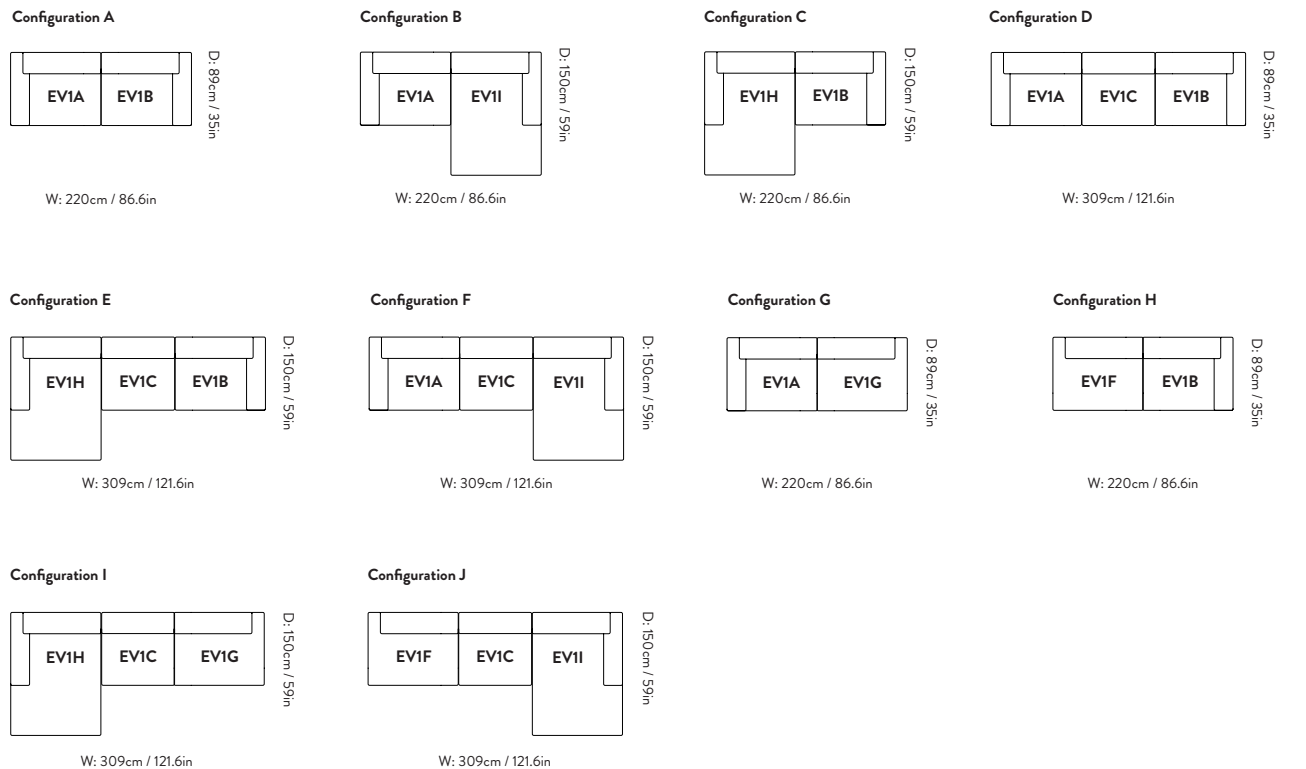 Configuration A
EV1A
EV1B
D: 89cm / 35in
W: 220cm / 86.6in
Configuration B
EV1A
EV1I
D: 150cm / 59in
W: 220cm / 86.6in
Configuration C
EV1H
EV1B
D: 150cm / 59in
W: 220cm / 86.6in
Configuration D
EV1A
EV1C
EV1B
D: 89cm / 35in
W: 309cm / 121.6in
Configuration E
EV1H
EV1C
EV1B
D: 150cm / 59in
W: 309cm / 121.6in
Configuration F
EV1A
EV1C
EV1I
D: 150cm / 59in
W: 309cm / 121.6in
Configuration G
EV1A
EV1G
D: 89cm / 35in
W: 220cm / 86.6in
Configuration H
EV1F
EV1B
D: 89cm / 35in
W: 220cm / 86.6in
Configuration I
EV1H
EV1C
EV1G
D: 150cm / 59in
W: 309cm / 121.6in
Configuration J
EV1F
EV1C
EV1I
D: 150cm / 59in
W: 309cm / 121.6in